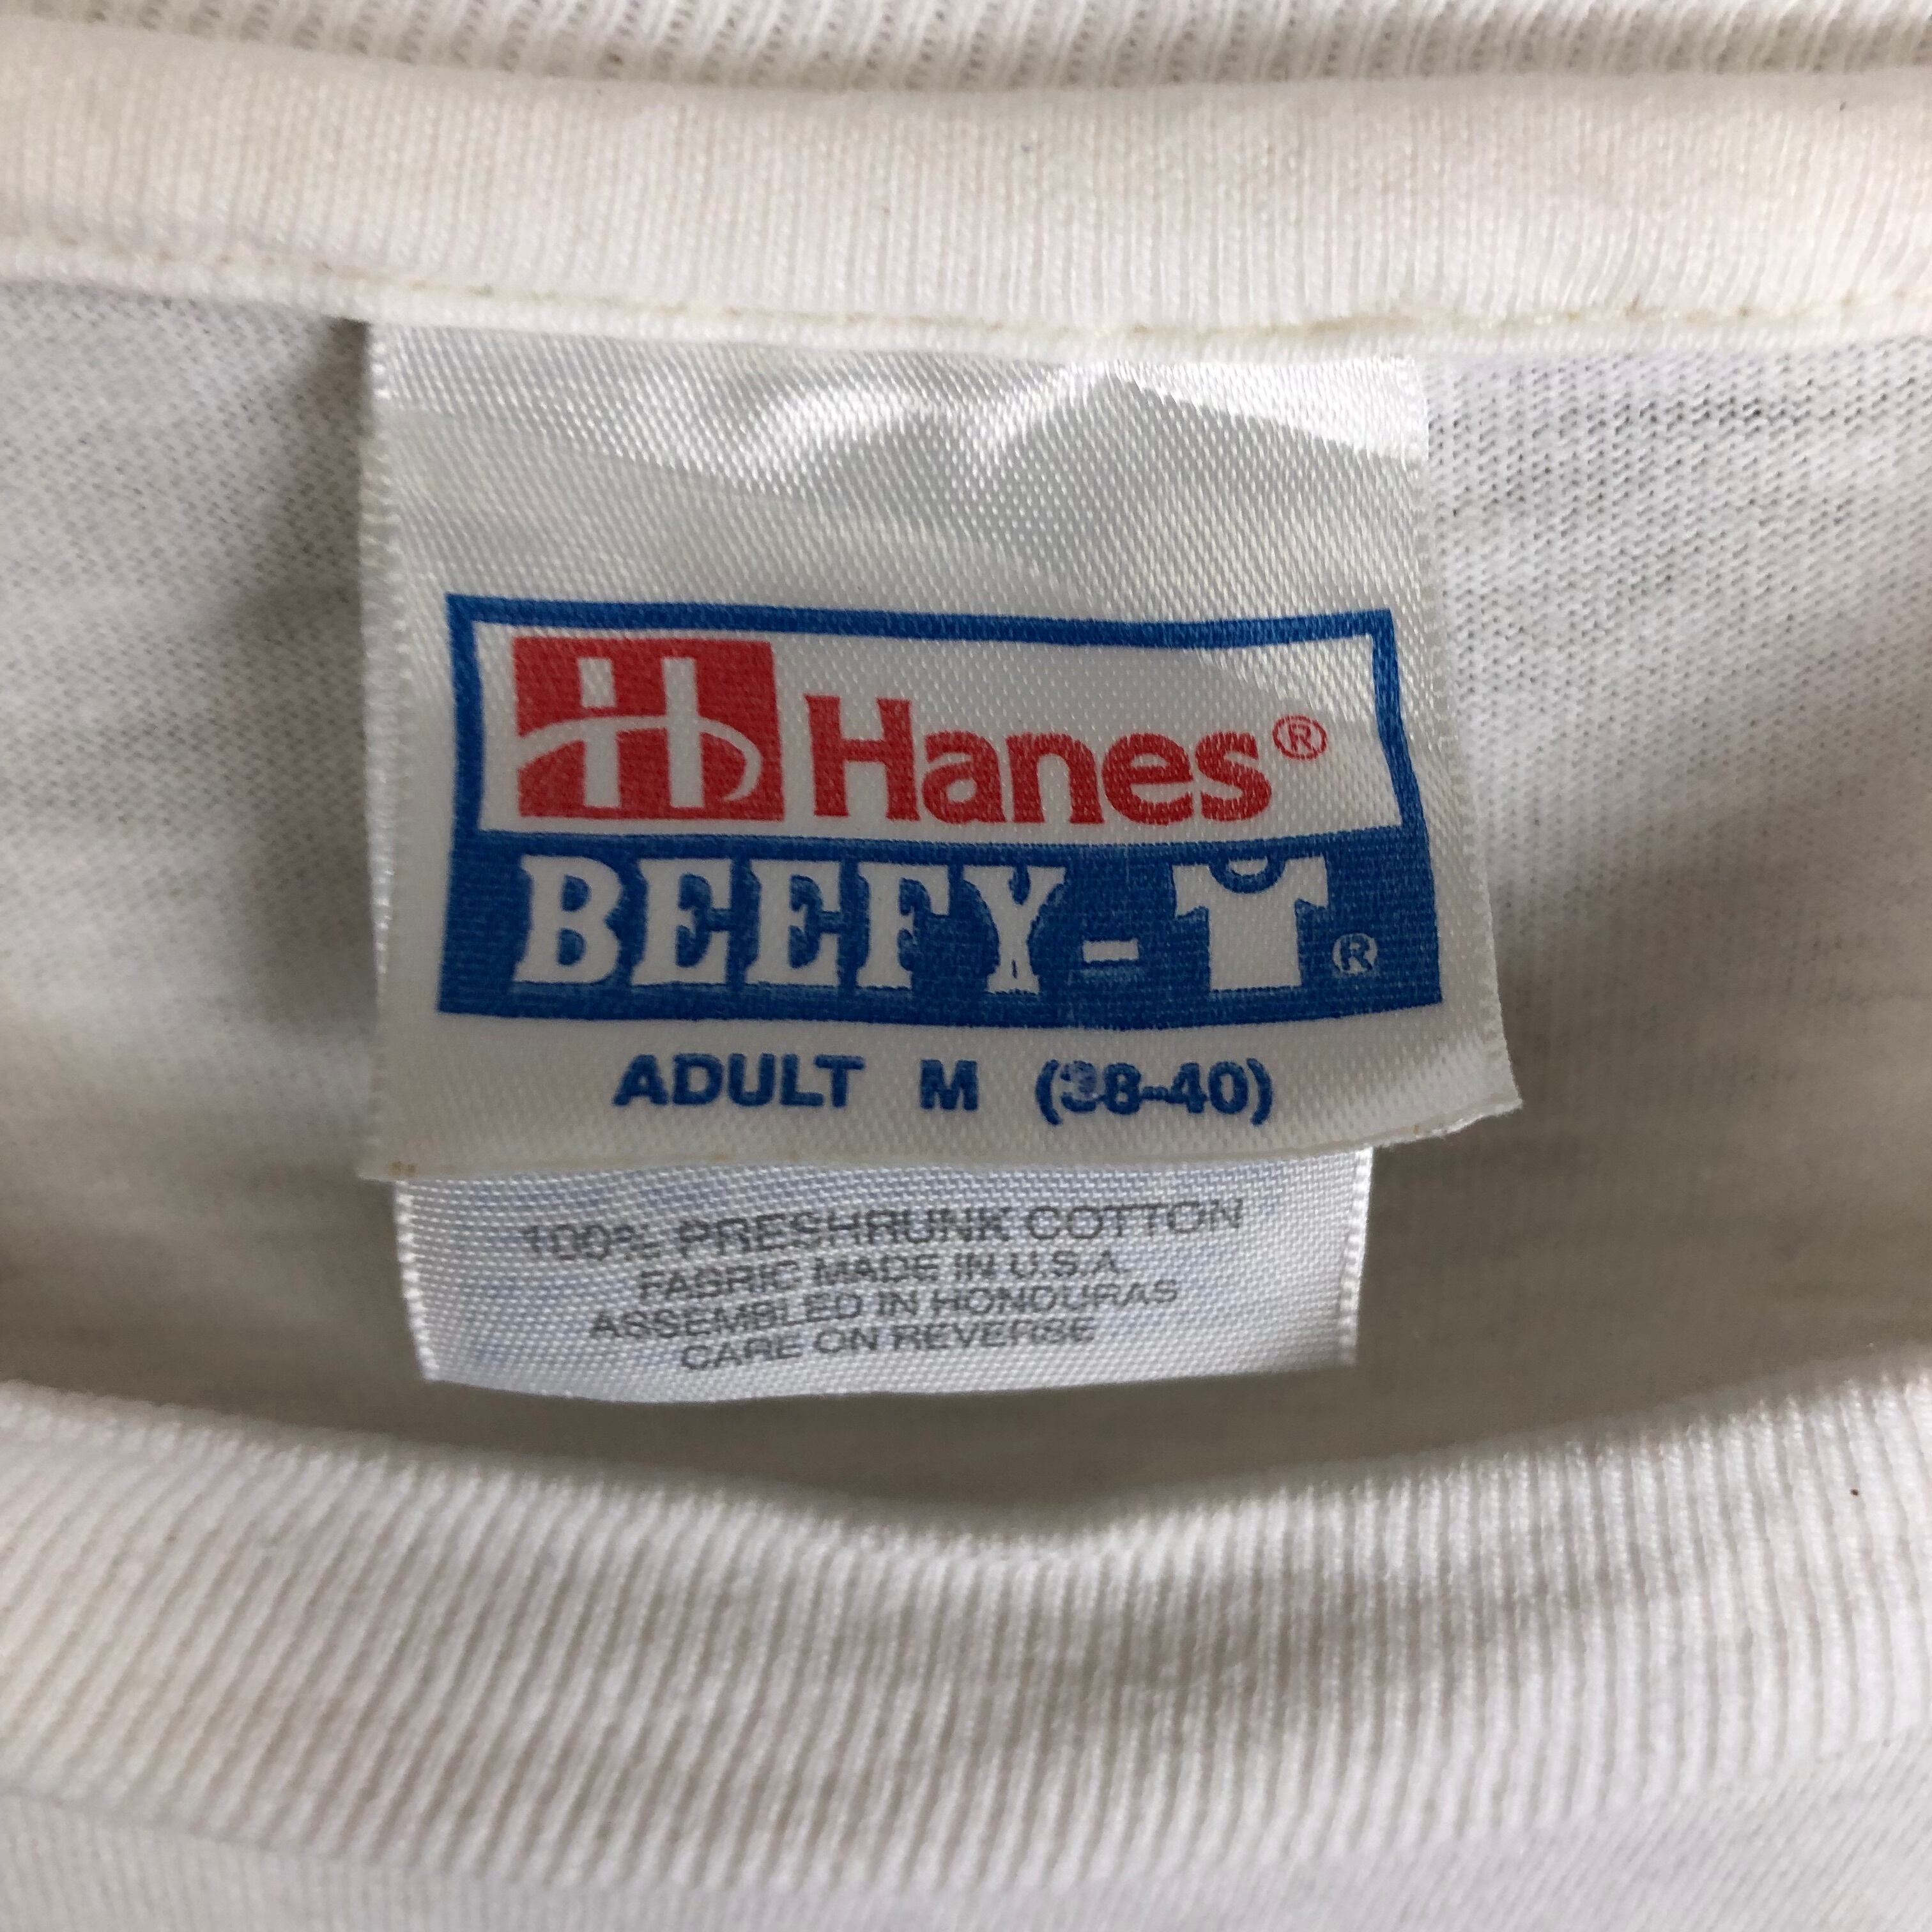 Hanes®
BEEFY-T®
ADULT M (38-40)
100% PRESHRUNK COTTON
FABRIC MADE IN U.S.A.
ASSEMBLED IN HONDURAS
CARE ON REVERSE